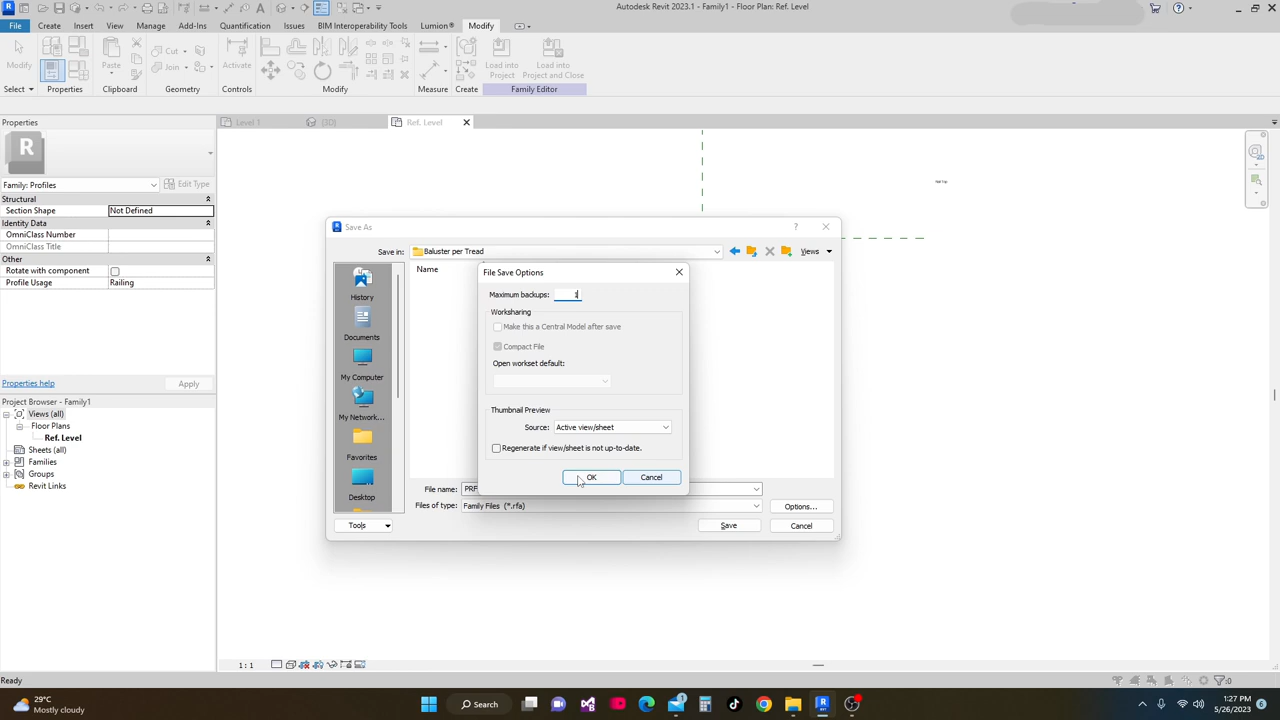 Autodesk Revit 2023.1 - Family1 - Floor Plan: Ref. Level
File Create Insert View Manage Add-Ins Quantification Issues BIM Interoperability Tools Lumion® Modify
Modify Paste Cut Join Activate Load into Project Load into Project and Close
Select Properties Clipboard Geometry Controls Modify Measure Create Family Editor
Properties
Level 1 {3D} Ref. Level
R
Family: Profiles Edit Type
Structural
Section Shape Not Defined
Identity Data
OmniClass Number
OmniClass Title
Other
Rotate with component
Profile Usage Railing
Properties help Apply
Project Browser - Family1
Views (all)
Floor Plans
Ref. Level
Sheets (all)
Families
Groups
Revit Links
Save As ?
Save in: Baluster per Tread Views
Name
History
Documents
My Computer
My Network...
Favorites
Desktop
File Save Options
Maximum backups: 1
Worksharing
Make this a Central Model after save
Compact File
Open workset default:
Thumbnail Preview
Source: Active view/sheet
Regenerate if view/sheet is not up-to-date.
OK Cancel
File name: PRF
Files of type: Family Files (*.rfa) Options...
Tools Save Cancel
1 : 1
Ready :0
29°C
Mostly cloudy
Search
1
1:27 PM
5/26/2023